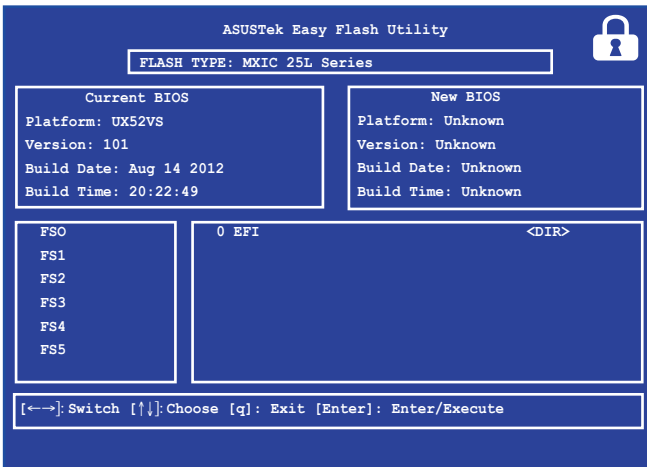 ASUSTek Easy Flash Utility
FLASH TYPE: MXIC 25L Series
Current BIOS
Platform: UX52VS
Version: 101
Build Date: Aug 14 2012
Build Time: 20:22:49
New BIOS
Platform: Unknown
Version: Unknown
Build Date: Unknown
Build Time: Unknown
FSO
FS1
FS2
FS3
FS4
FS5
0 EFI <DIR>
[←→]: Switch [↑↓]: Choose [q]: Exit [Enter]: Enter/Execute